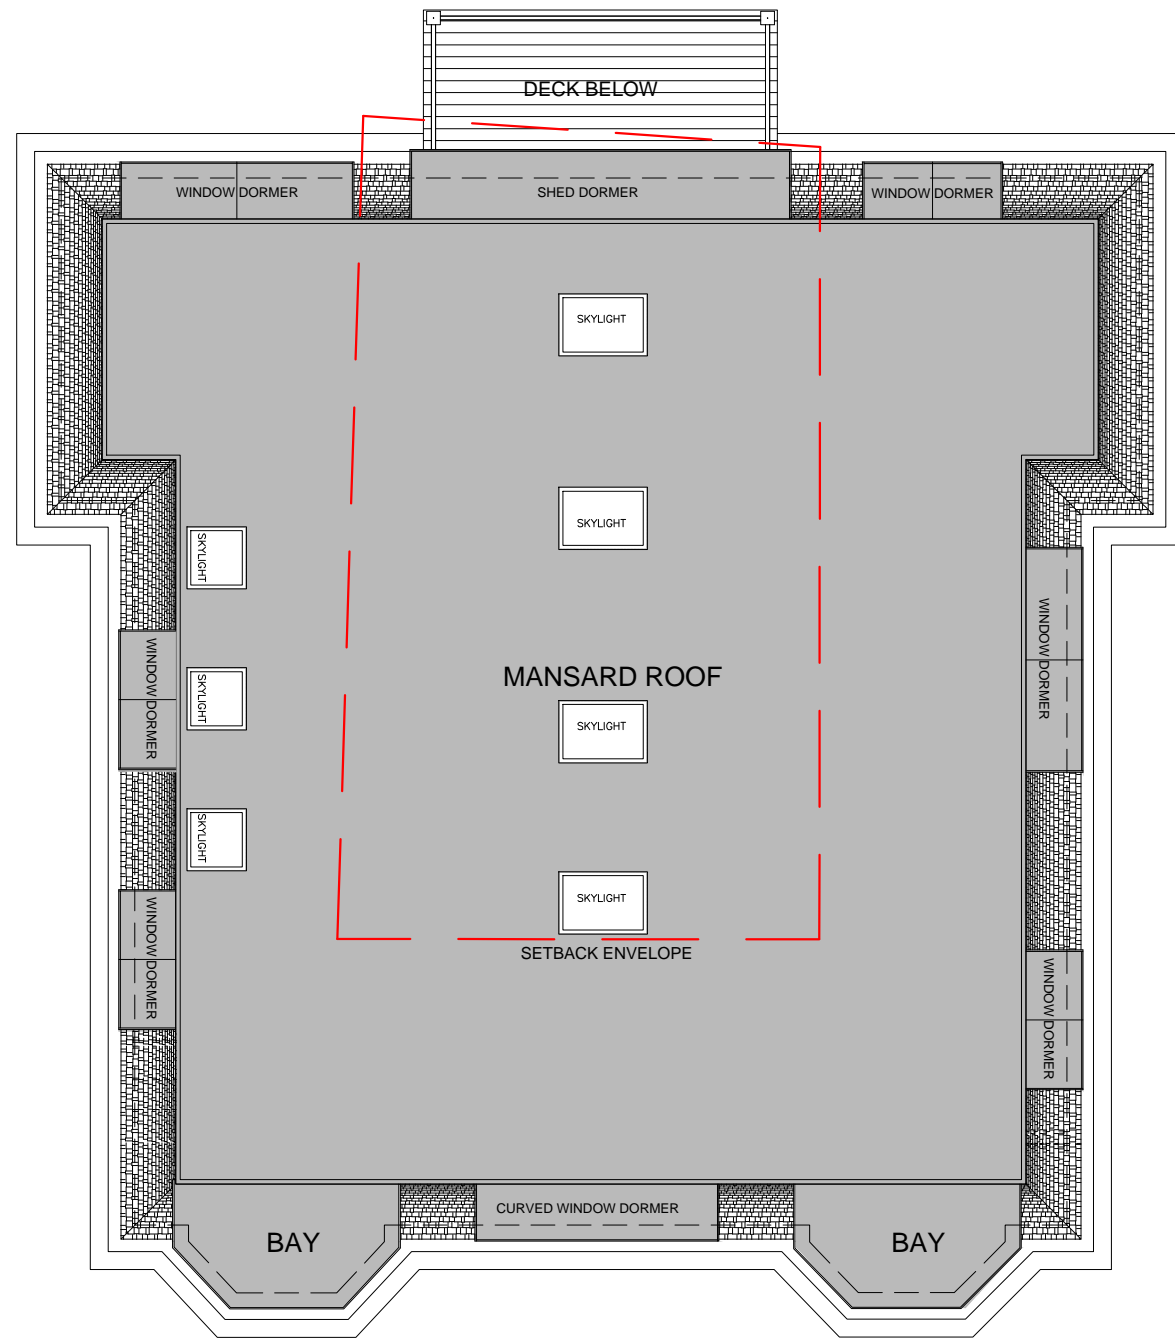 DECK BELOW
WINDOW DORMER
SHED DORMER
WINDOW DORMER
SKYLIGHT
SKYLIGHT
SKYLIGHT
WINDOW DORMER
WINDOW DORMER
MANSARD ROOF
SKYLIGHT
SKYLIGHT
SKYLIGHT
SKYLIGHT
WINDOW DORMER
SETBACK ENVELOPE
WINDOW DORMER
CURVED WINDOW DORMER
BAY
BAY